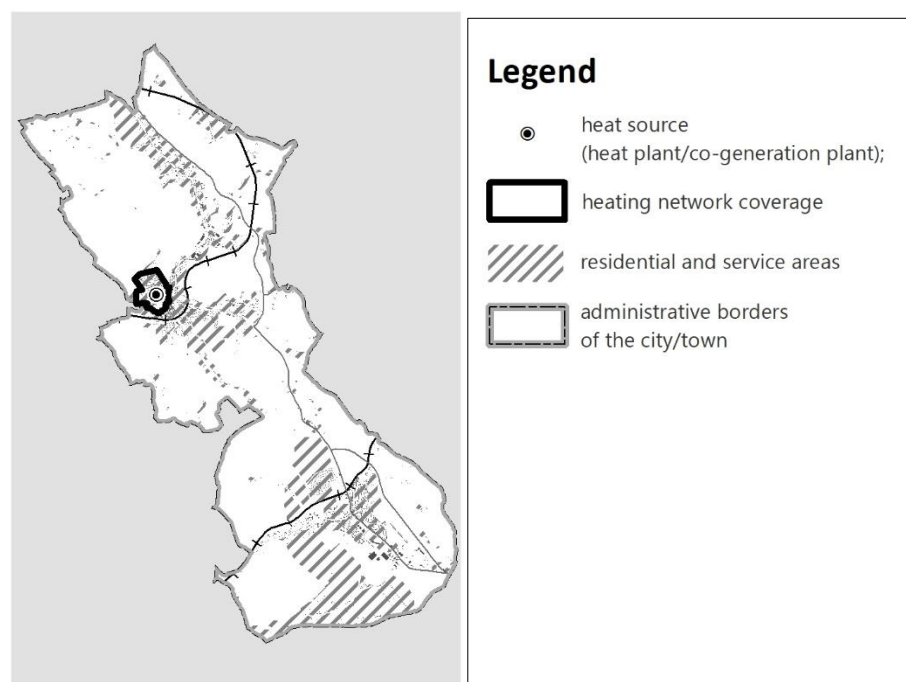 Legend
heat source
(heat plant/co-generation plant);
heating network coverage
residential and service areas
administrative borders
of the city/town